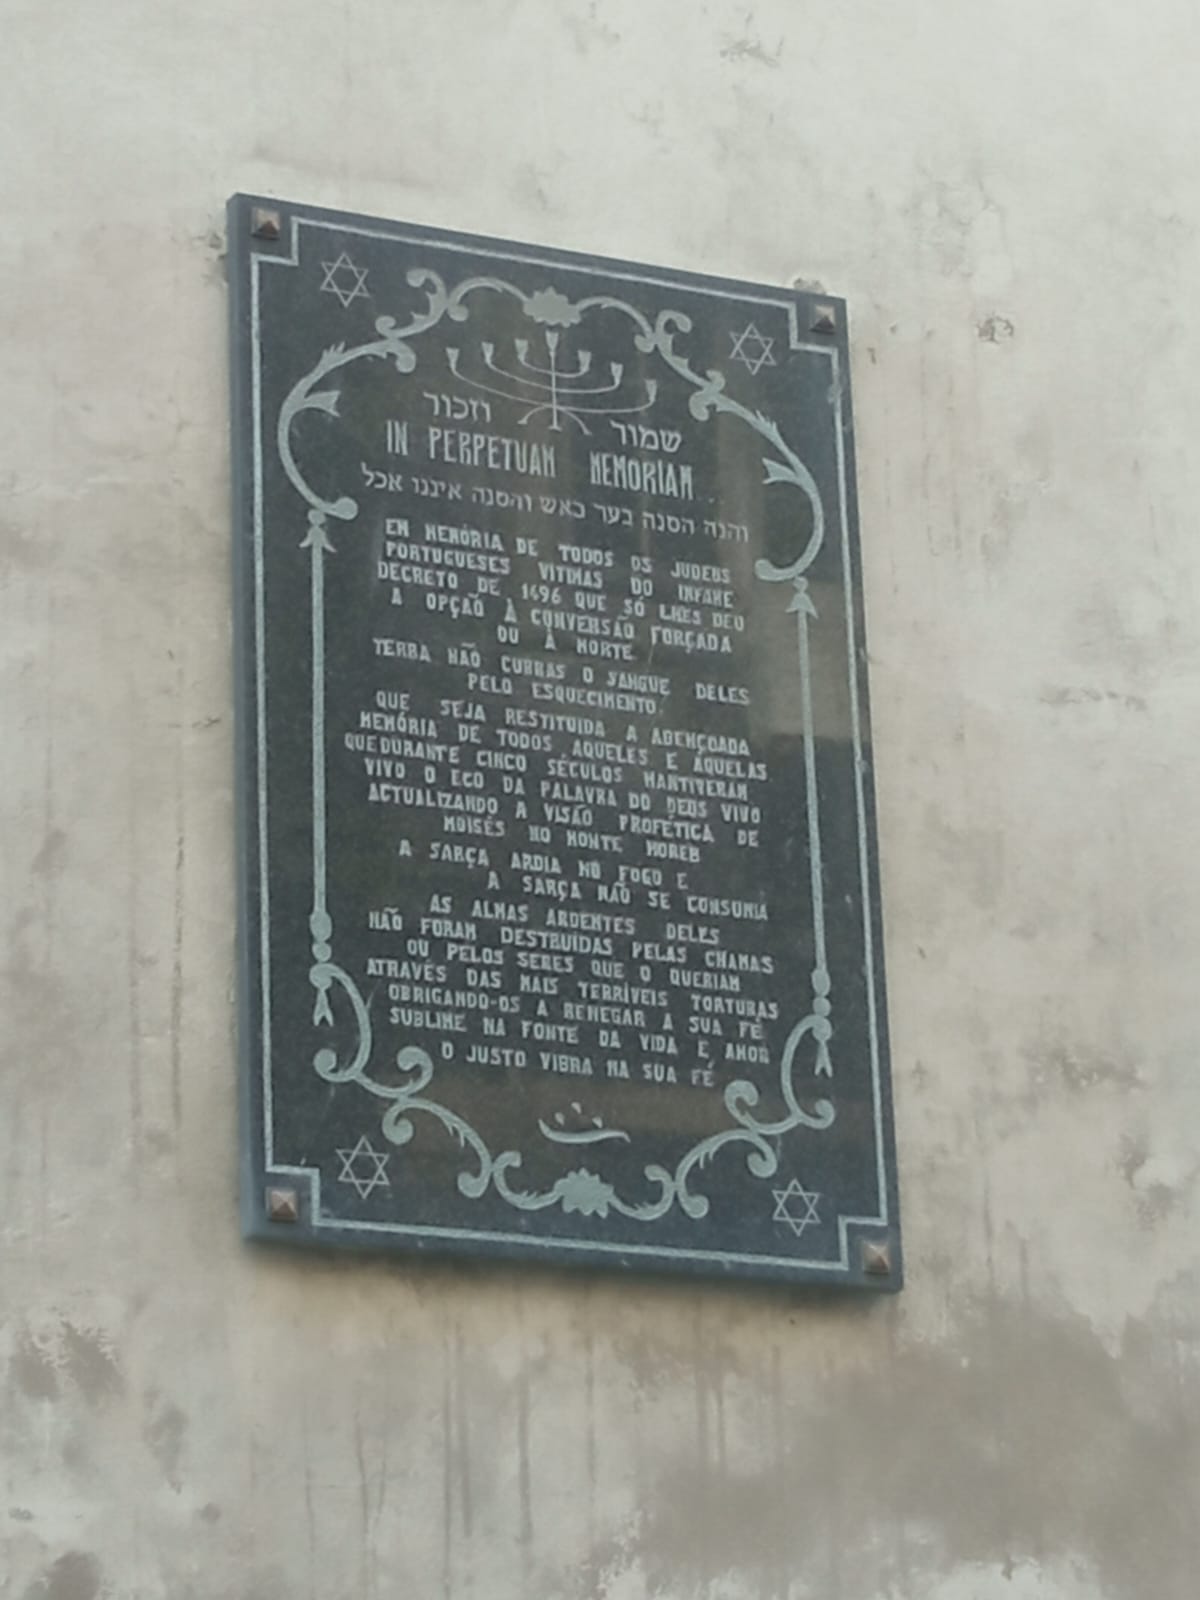 שמור וזכור
IN PERPETUAM MEMORIAM
והנה הסנה בער באש והסנה איננו אכל
EM MEMÓRIA DE TODOS OS JUDEUS
PORTUGUESES VITIMAS DO INFAME
DECRETO DE 1496 QUE SÓ LHES DEU
A OPÇÃO À CONVERSÃO FORÇADA
OU À MORTE
TERRA NÃO CUBRAS O SANGUE DELES
PELO ESQUECIMENTO.
QUE SEJA RESTITUIDA A ABENÇOADA
MEMÓRIA DE TODOS AQUELES E ÁQUELAS
QUE DURANTE CINCO SÉCULOS MANTIVERAM
VIVO O ECO DA PALAVRA DO DEUS VIVO
ACTUALIZANDO A VISÃO PROFÉTICA DE
MOISÉS NO MONTE HOREB
A SARÇA ARDIA NO FOGO E
A SARÇA NÃO SE CONSUMIA
AS ALMAS ARDENTES DELES
NÃO FORAM DESTRUÍDAS PELAS CHAMAS
OU PELOS SERES QUE O QUERIAM
ATRAVÉS DAS MAIS TERRÍVEIS TORTURAS
OBRIGANDO-OS A RENEGAR A SUA FÉ
SUBLIME NA FONTE DA VIDA E AMOR
O JUSTO VIBRA NA SUA FÉ